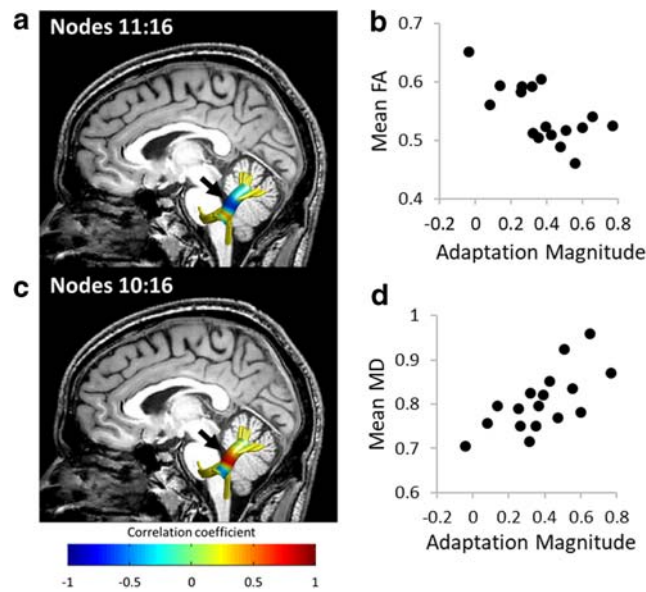 a
Nodes 11:16
b
Mean FA
0.7
0.6
0.5
0.4
-0.2 0 0.2 0.4 0.6 0.8
Adaptation Magnitude
c
Nodes 10:16
d
Mean MD
1
0.9
0.8
0.7
0.6
-0.2 0 0.2 0.4 0.6 0.8
Adaptation Magnitude
Correlation coefficient
-1 -0.5 0 0.5 1